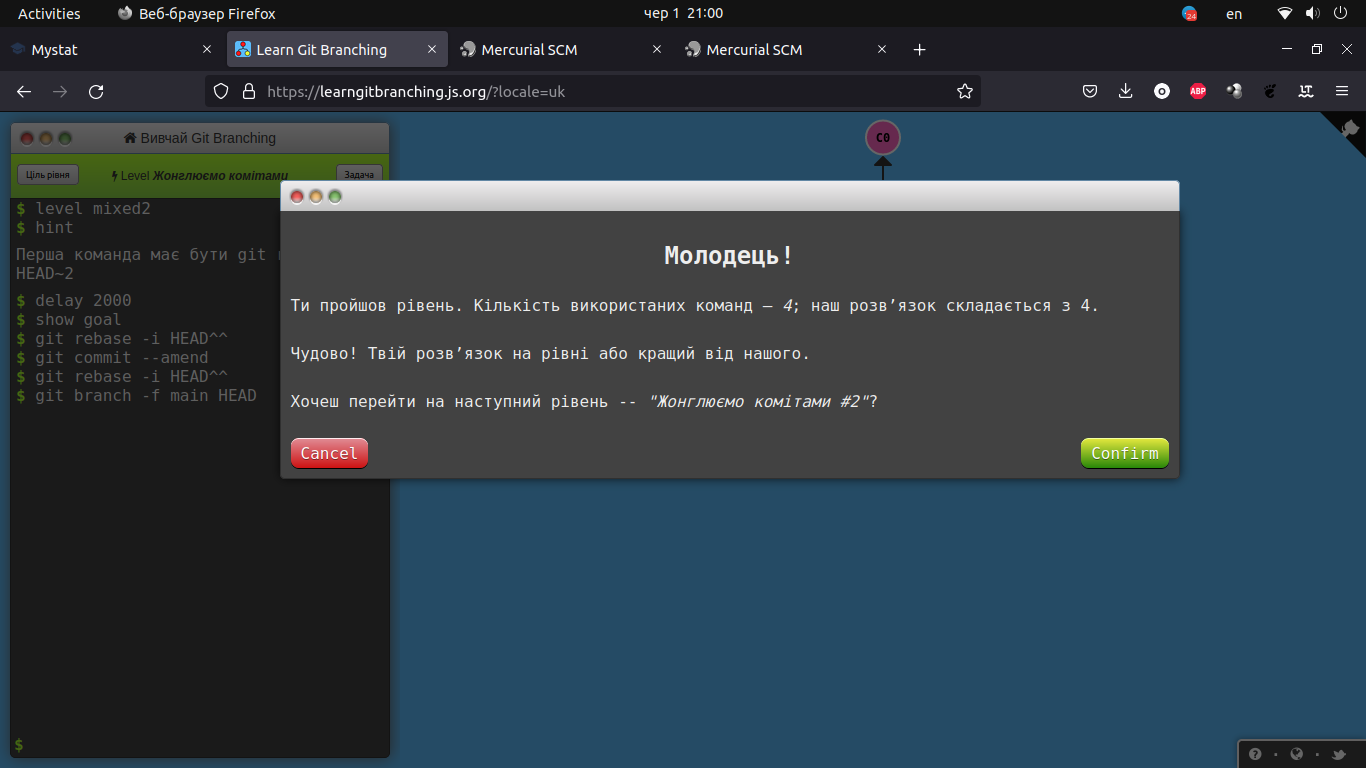 Activities
Веб-браузер Firefox
чер 1 21:00
24
en
Mystat
Learn Git Branching
Mercurial SCM
Mercurial SCM
https://learngitbranching.js.org/?locale=uk
ABP
Вивчай Git Branching
Ціль рівня
Level Жонглюємо комітами
Задача
C0
$ level mixed2
$ hint
Перша команда має бути git
HEAD~2
$ delay 2000
$ show goal
$ git rebase -i HEAD^^
$ git commit --amend
$ git rebase -i HEAD^^
$ git branch -f main HEAD
$
Молодець!
Ти пройшов рівень. Кількість використаних команд – 4; наш розв’язок складається з 4.
Чудово! Твій розв’язок на рівні або кращий від нашого.
Хочеш перейти на наступний рівень -- "Жонглюємо комітами #2"?
Cancel
Confirm